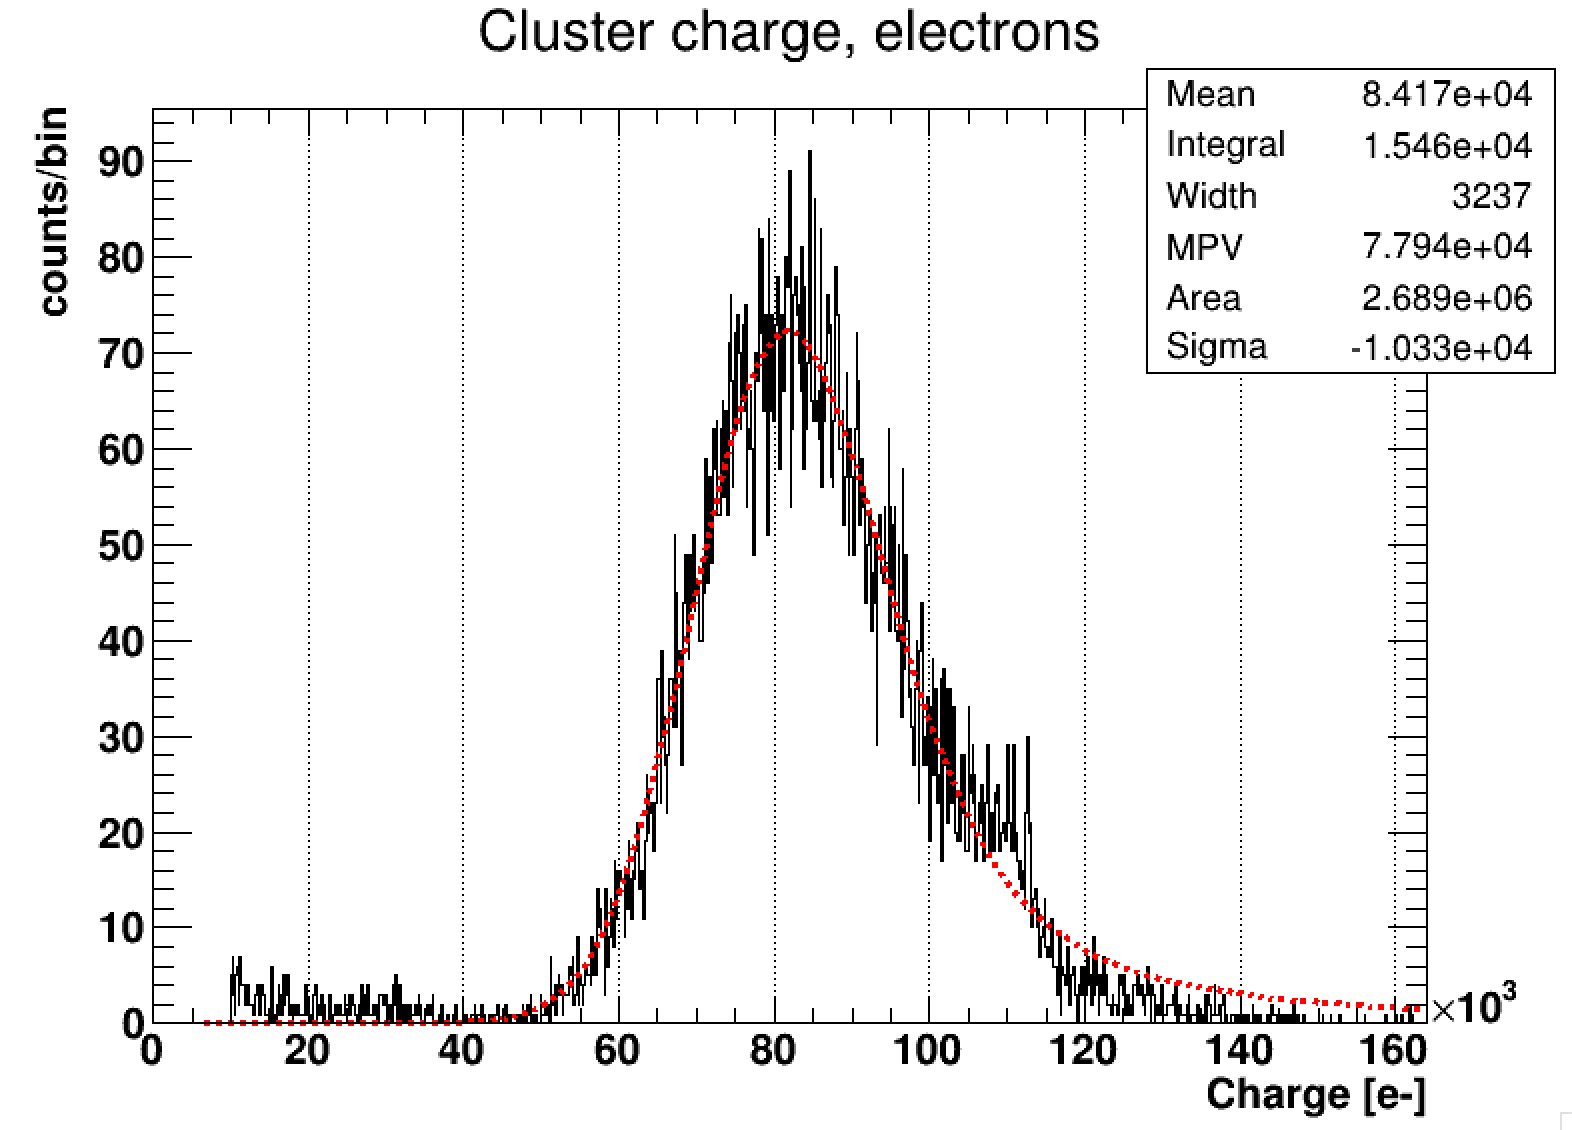 Cluster charge, electrons
Mean 8.417e+04
Integral 1.546e+04
Width 3237
MPV 7.794e+04
Area 2.689e+06
Sigma -1.033e+04
counts/bin
90
80
70
60
50
40
30
20
10
0
0 20 40 60 80 100 120 140 160
×10³
Charge [e-]